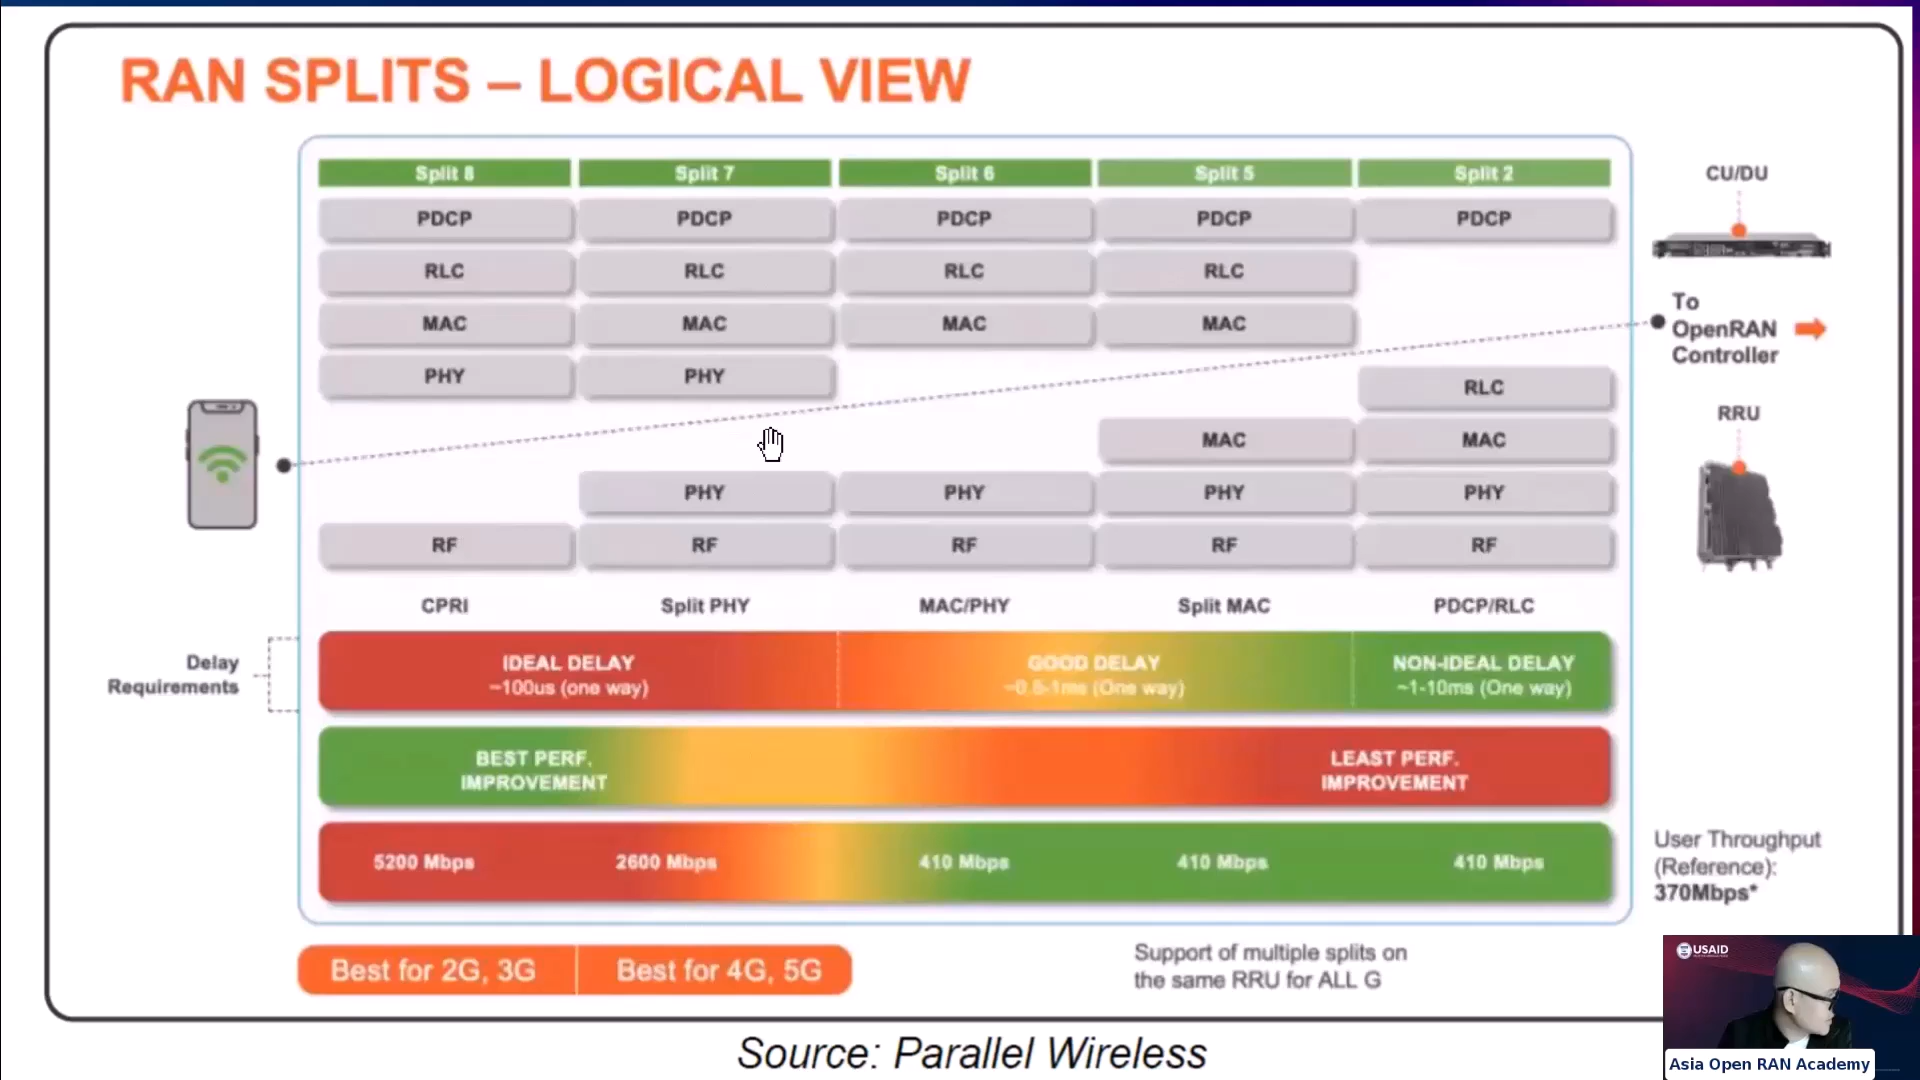 RAN SPLITS – LOGICAL VIEW
Split 8 Split 7 Split 6 Split 5 Split 2
PDCP PDCP PDCP PDCP PDCP
RLC RLC RLC RLC
MAC MAC MAC MAC
PHY PHY
RLC
MAC MAC
PHY PHY PHY PHY
RF RF RF RF RF
CPRI Split PHY MAC/PHY Split MAC PDCP/RLC
CU/DU
To
OpenRAN
Controller
RRU
Delay
Requirements
IDEAL DELAY
~100us (one way)
GOOD DELAY
~0.5-1ms (One way)
NON-IDEAL DELAY
~1-10ms (One way)
BEST PERF.
IMPROVEMENT
LEAST PERF.
IMPROVEMENT
5200 Mbps 2600 Mbps 410 Mbps 410 Mbps 410 Mbps
User Throughput
(Reference):
370Mbps*
Best for 2G, 3G Best for 4G, 5G
Support of multiple splits on
the same RRU for ALL G
Source: Parallel Wireless
USAID
Asia Open RAN Academy